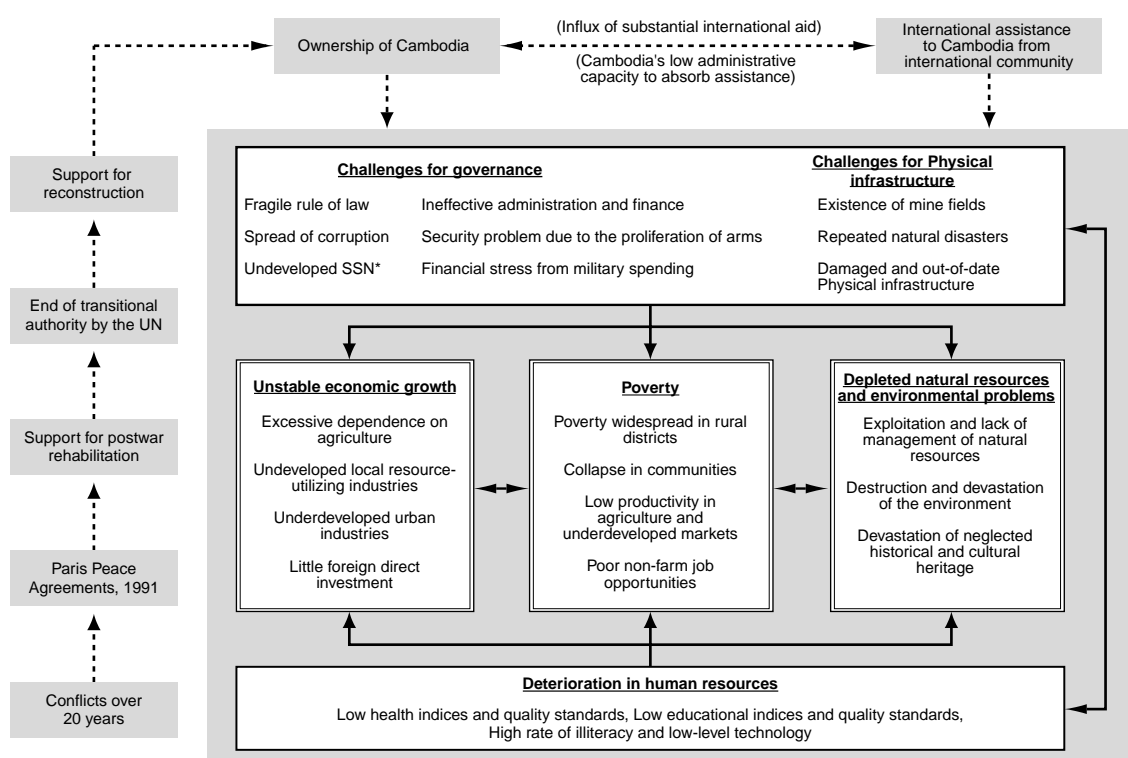 Ownership of Cambodia
(Influx of substantial international aid)
(Cambodia's low administrative
capacity to absorb assistance)
International assistance
to Cambodia from
international community
Support for
reconstruction
End of transitional
authority by the UN
Support for postwar
rehabilitation
Paris Peace
Agreements, 1991
Conflicts over
20 years
Challenges for governance
Fragile rule of law
Ineffective administration and finance
Spread of corruption
Security problem due to the proliferation of arms
Undeveloped SSN*
Financial stress from military spending
Challenges for Physical
infrastructure
Existence of mine fields
Repeated natural disasters
Damaged and out-of-date
Physical infrastructure
Unstable economic growth
Excessive dependence on
agriculture
Undeveloped local resource-
utilizing industries
Underdeveloped urban
industries
Little foreign direct
investment
Poverty
Poverty widespread in rural
districts
Collapse in communities
Low productivity in
agriculture and
underdeveloped markets
Poor non-farm job
opportunities
Depleted natural resources
and environmental problems
Exploitation and lack of
management of natural
resources
Destruction and devastation
of the environment
Devastation of neglected
historical and cultural
heritage
Deterioration in human resources
Low health indices and quality standards, Low educational indices and quality standards,
High rate of illiteracy and low-level technology